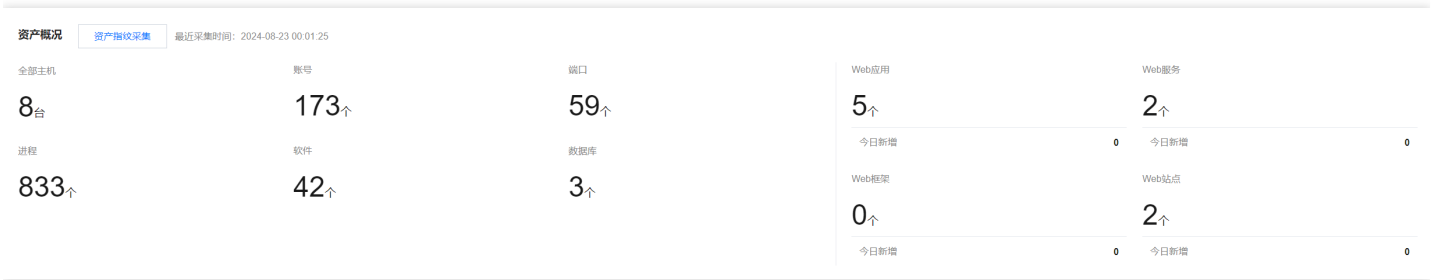 资产概况 资产指纹采集 最近采集时间：2024-08-23 00:01:25
全部主机 账号 端口 Web应用 Web服务
8台 173个 59个 5个 2个
今日新增 0 今日新增 0
进程 软件 数据库
833个 42个 3个
Web框架 Web站点
0个 2个
今日新增 0 今日新增 0